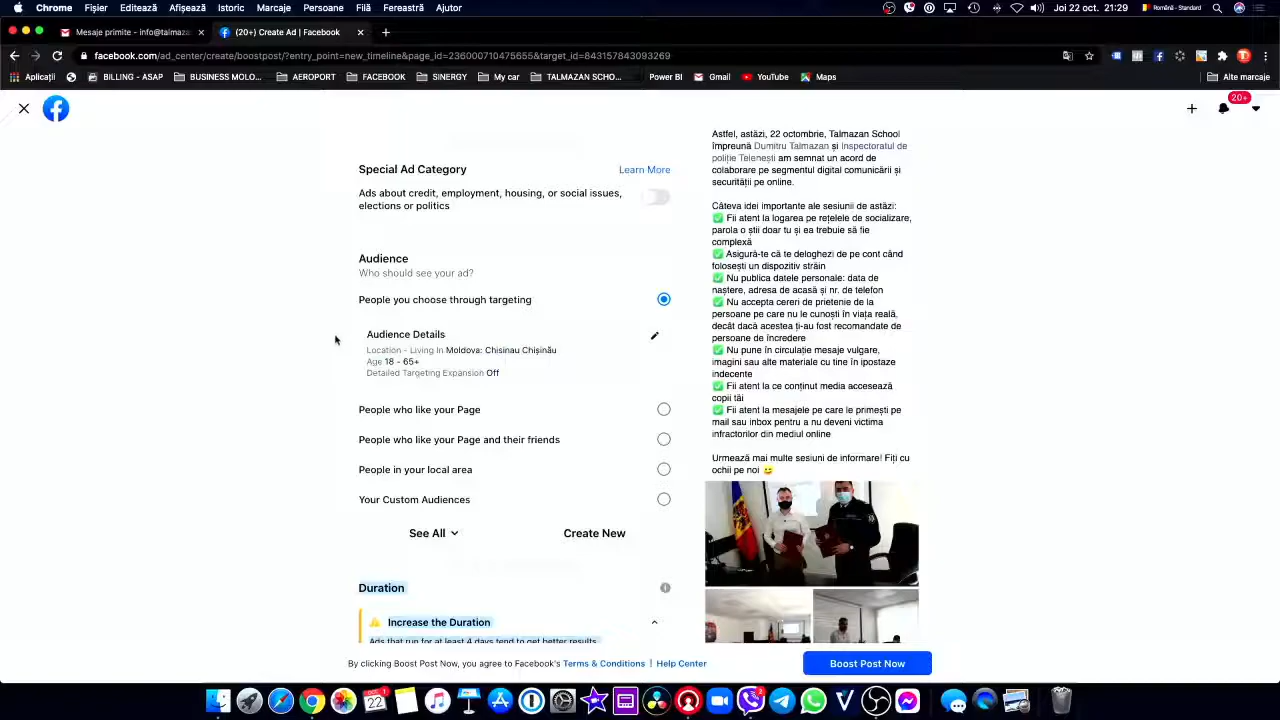 Chrome Fișier Editează Afișează Istoric Marcaje Persoane Filă Fereastră Ajutor Joi 22 oct. 21:29 Română - Standard
Mesaje primite - info@talmaza
(20+) Create Ad | Facebook
facebook.com/ad_center/create/boostpost/?entry_point=new_timeline&page_id=236000710475655&target_id=843157843093269
Aplicații BILLING - ASAP BUSINESS MOLO... AEROPORT FACEBOOK SINERGY My car TALMAZAN SCHO... Power BI Gmail YouTube Maps Alte marcaje
20+
Special Ad Category
Learn More
Ads about credit, employment, housing, or social issues,
elections or politics
Audience
Who should see your ad?
People you choose through targeting
Audience Details
Location - Living In Moldova: Chisinau Chișinău
Age 18 - 65+
Detailed Targeting Expansion Off
People who like your Page
People who like your Page and their friends
People in your local area
Your Custom Audiences
See All
Create New
Duration
Increase the Duration
Ads that run for at least 4 days tend to get better results.
Astfel, astăzi, 22 octombrie, Talmazan School
împreună Dumitru Talmazan și Inspectoratul de
poliție Telenești am semnat un acord de
colaborare pe segmentul digital comunicării și
securității pe online.
Câteva idei importante ale sesiunii de astăzi:
✅ Fii atent la logarea pe rețelele de socializare,
parola o știi doar tu și ea trebuie să fie
complexă
✅ Asigură-te că te deloghezi de pe cont când
folosești un dispozitiv străin
✅ Nu publica datele personale: data de
naștere, adresa de acasă și nr. de telefon
✅ Nu accepta cereri de prietenie de la
persoane pe care nu le cunoști în viața reală,
decât dacă acestea ți-au fost recomandate de
persoane de încredere
✅ Nu pune în circulație mesaje vulgare,
imagini sau alte materiale cu tine în ipostaze
indecente
✅ Fii atent la ce conținut media accesează
copii tăi
✅ Fii atent la mesajele pe care le primești pe
mail sau inbox pentru a nu deveni victima
infractorilor din mediul online
Urmează mai multe sesiuni de informare! Fiți cu
ochii pe noi 😉
By clicking Boost Post Now, you agree to Facebook's Terms & Conditions | Help Center
Boost Post Now